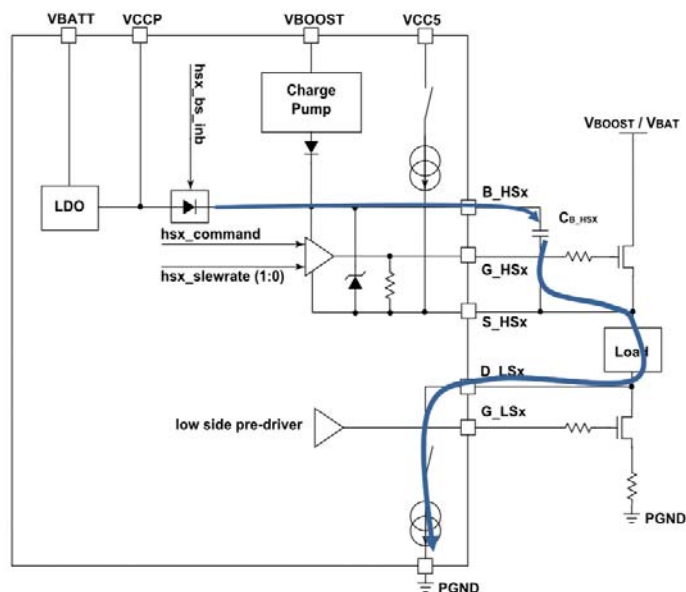 VBATT VCCP VBOOST VCC5
hsx_bs_inb
Charge
Pump
VBOOST / VBAT
LDO
B_HSx
CB_HSX
hsx_command
G_HSx
hsx_slewrate (1:0)
S_HSx
Load
D_LSx
G_LSx
low side pre-driver
PGND
PGND